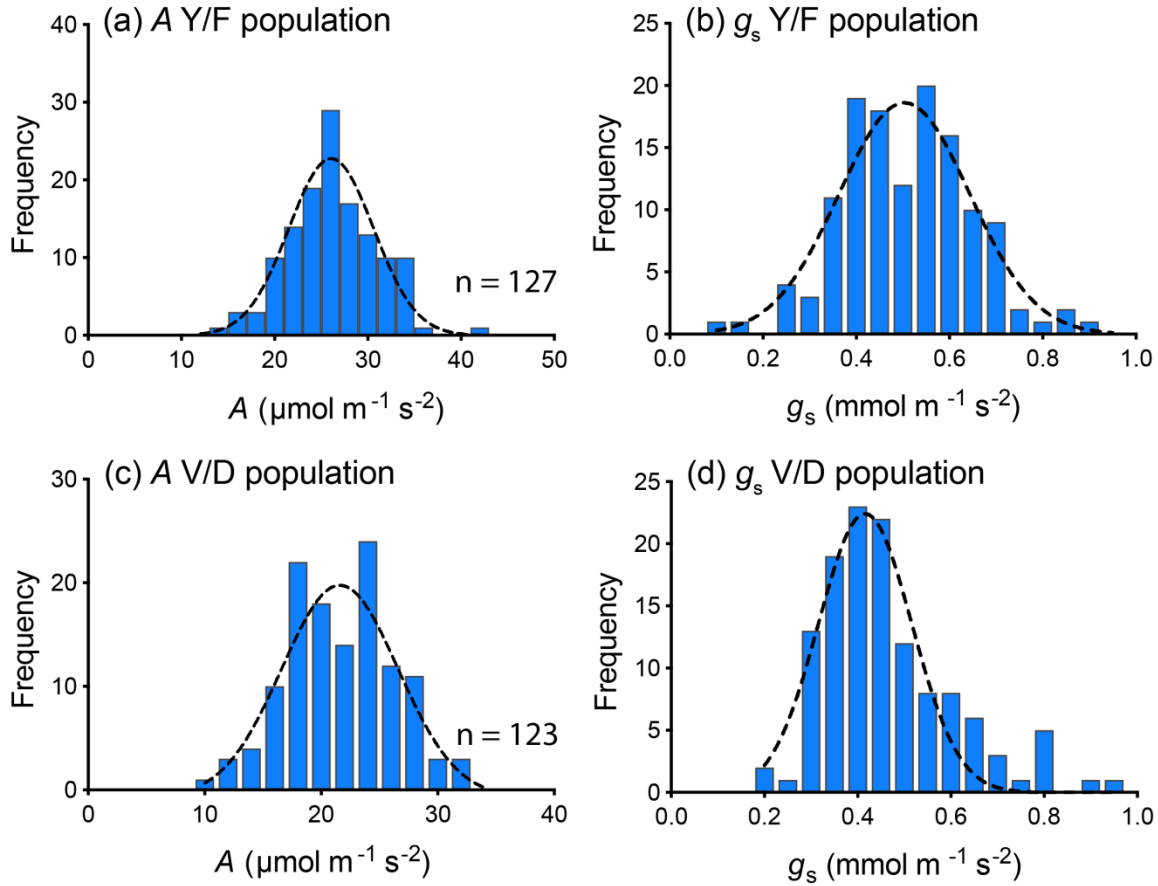 (a) A Y/F population
40
30
20
10
0
Frequency
n = 127
0 10 20 30 40 50
A (µmol m⁻¹ s⁻²)
(b) gₛ Y/F population
25
20
15
10
5
0
Frequency
0.0 0.2 0.4 0.6 0.8 1.0
gₛ (mmol m⁻¹ s⁻²)
(c) A V/D population
30
20
10
0
Frequency
n = 123
0 10 20 30 40
A (µmol m⁻¹ s⁻²)
(d) gₛ V/D population
25
20
15
10
5
0
Frequency
0.2 0.4 0.6 0.8 1.0
gₛ (mmol m⁻¹ s⁻²)